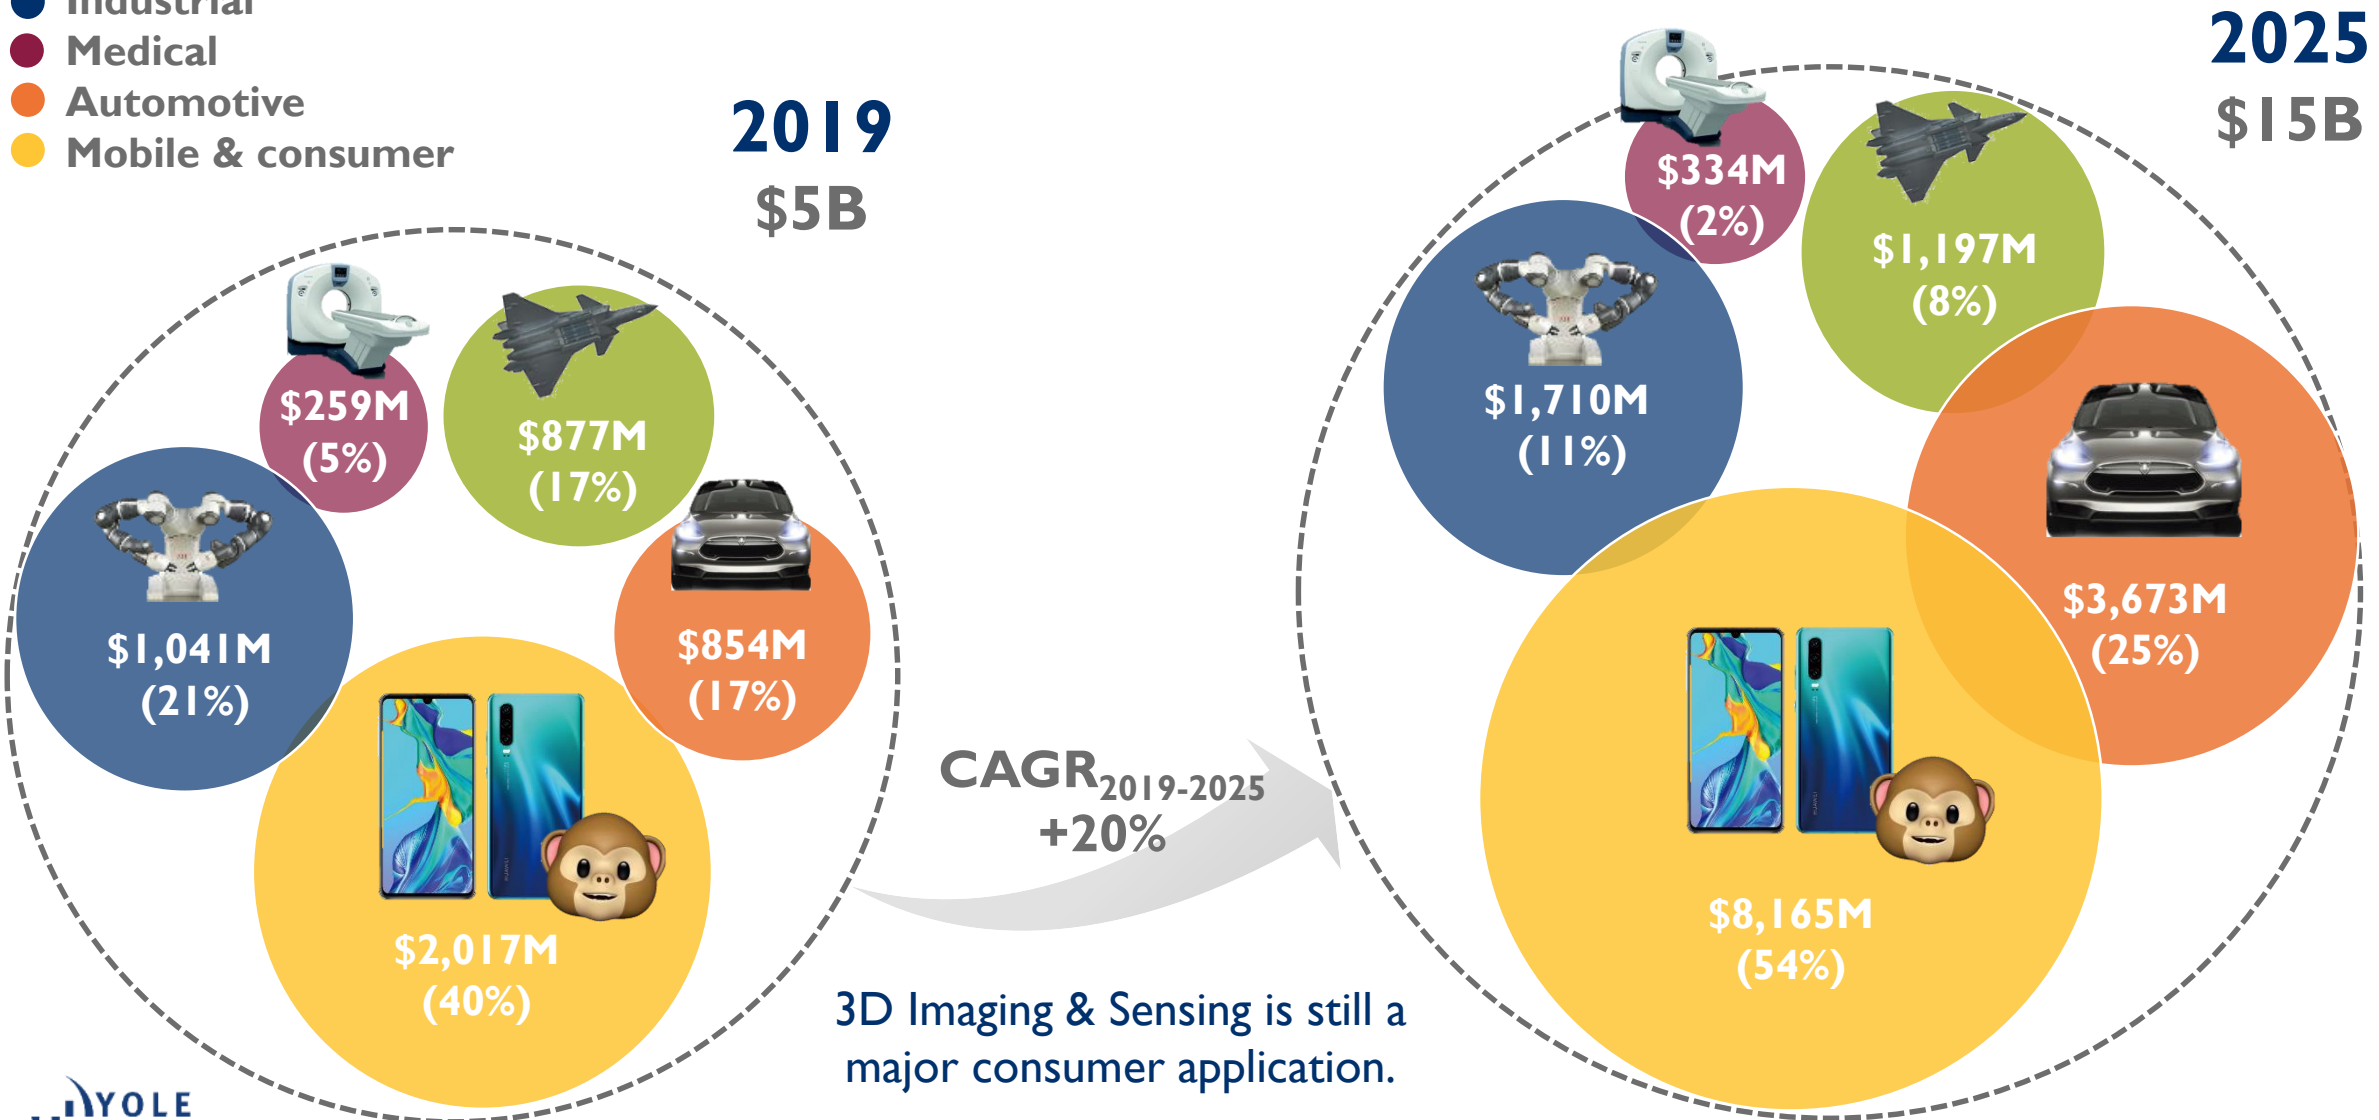 Industrial
Medical
Automotive
Mobile & consumer
2019
$5B
$259M
(5%)
$877M
(17%)
$1,041M
(21%)
$854M
(17%)
$2,017M
(40%)
CAGR2019-2025
+20%
3D Imaging & Sensing is still a
major consumer application.
2025
$15B
$334M
(2%)
$1,197M
(8%)
$1,710M
(11%)
$3,673M
(25%)
$8,165M
(54%)
YOLE